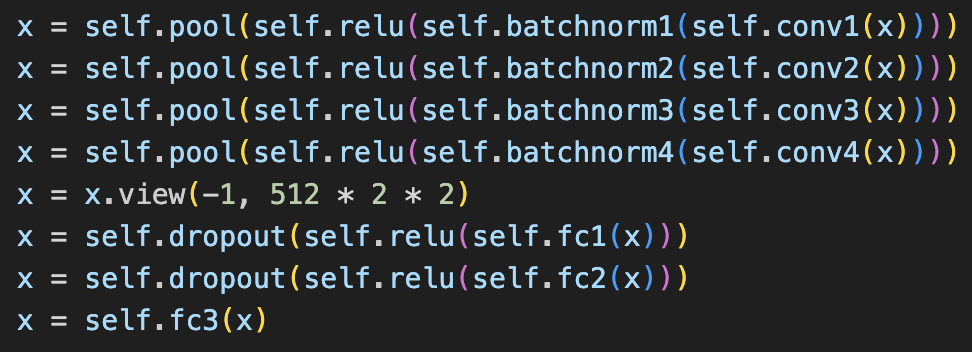 x = self.pool(self.relu(self.batchnorm1(self.conv1(x))))
x = self.pool(self.relu(self.batchnorm2(self.conv2(x))))
x = self.pool(self.relu(self.batchnorm3(self.conv3(x))))
x = self.pool(self.relu(self.batchnorm4(self.conv4(x))))
x = x.view(-1, 512 * 2 * 2)
x = self.dropout(self.relu(self.fc1(x)))
x = self.dropout(self.relu(self.fc2(x)))
x = self.fc3(x)